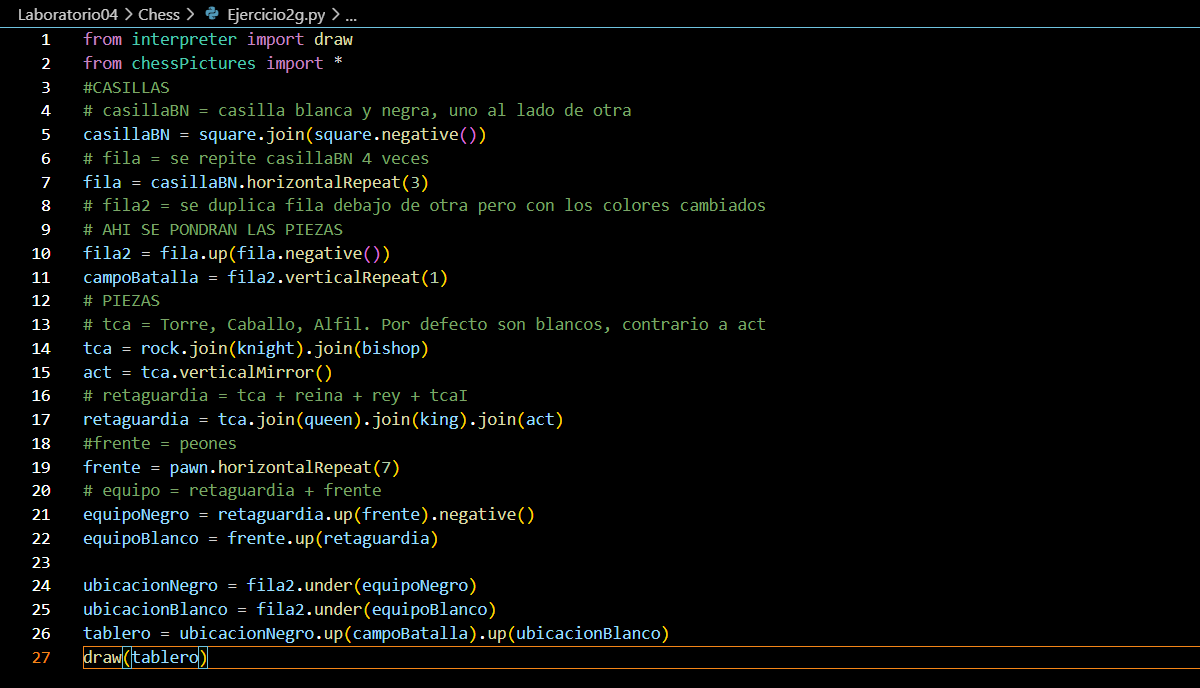 Laboratorio04 > Chess > Ejercicio2g.py > ...
1 from interpreter import draw
2 from chessPictures import *
3 #CASILLAS
4 # casillaBN = casilla blanca y negra, uno al lado de otra
5 casillaBN = square.join(square.negative())
6 # fila = se repite casillaBN 4 veces
7 fila = casillaBN.horizontalRepeat(3)
8 # fila2 = se duplica fila debajo de otra pero con los colores cambiados
9 # AHI SE PONDRAN LAS PIEZAS
10 fila2 = fila.up(fila.negative())
11 campoBatalla = fila2.verticalRepeat(1)
12 # PIEZAS
13 # tca = Torre, Caballo, Alfil. Por defecto son blancos, contrario a act
14 tca = rock.join(knight).join(bishop)
15 act = tca.verticalMirror()
16 # retaguardia = tca + reina + rey + tcaI
17 retaguardia = tca.join(queen).join(king).join(act)
18 #frente = peones
19 frente = pawn.horizontalRepeat(7)
20 # equipo = retaguardia + frente
21 equipoNegro = retaguardia.up(frente).negative()
22 equipoBlanco = frente.up(retaguardia)
23
24 ubicacionNegro = fila2.under(equipoNegro)
25 ubicacionBlanco = fila2.under(equipoBlanco)
26 tablero = ubicacionNegro.up(campoBatalla).up(ubicacionBlanco)
27 draw(tablero)